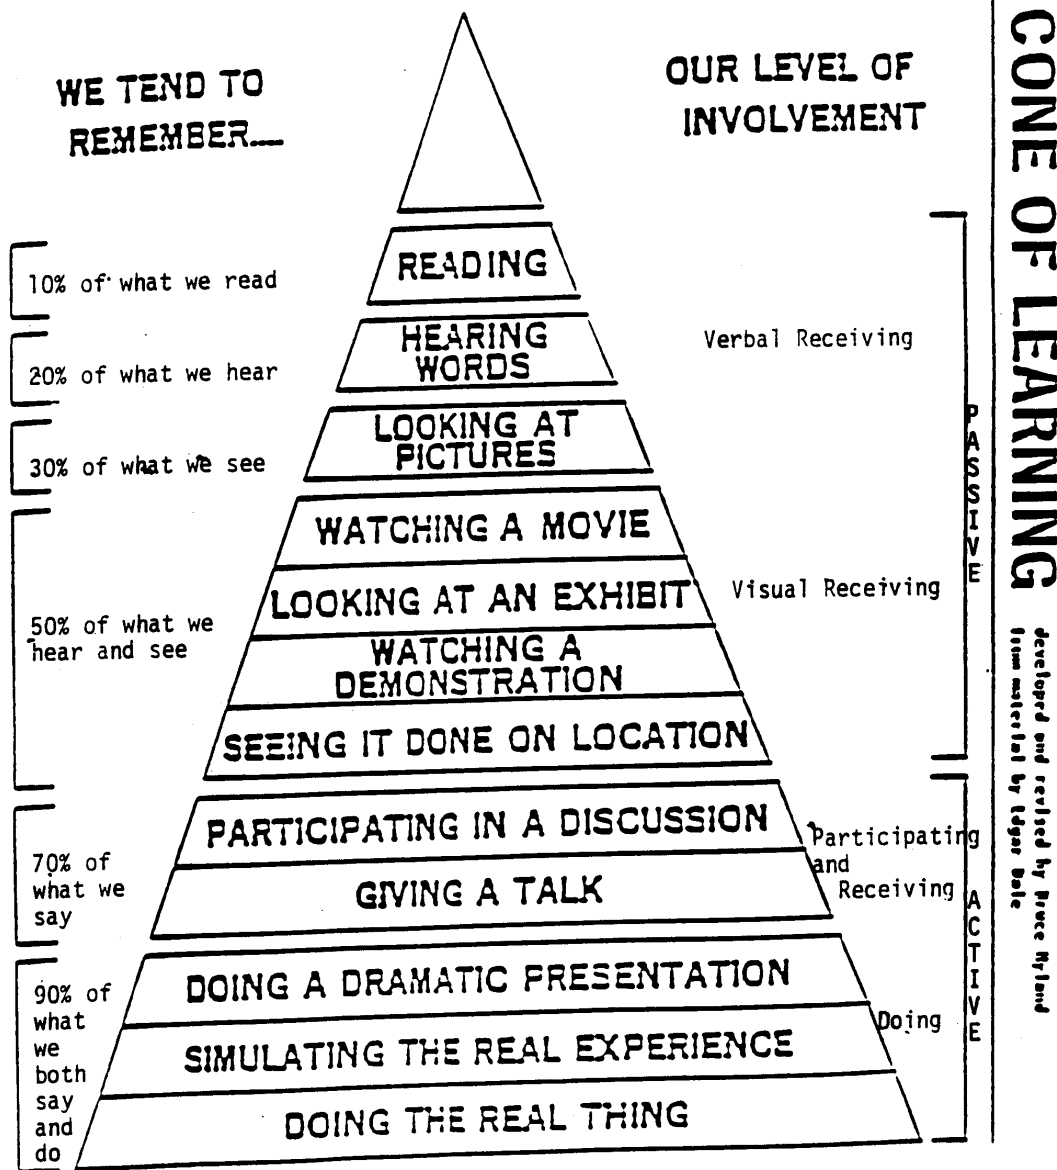 CONE OF LEARNING
developed and revised by Bruce Hyland
from material by Edgar Dale
WE TEND TO
REMEMBER....
OUR LEVEL OF
INVOLVEMENT
10% of what we read
20% of what we hear
30% of what we see
50% of what we
hear and see
70% of
what we
say
90% of
what
we
both
say
and
do
READING
HEARING
WORDS
LOOKING AT
PICTURES
WATCHING A MOVIE
LOOKING AT AN EXHIBIT
WATCHING A
DEMONSTRATION
SEEING IT DONE ON LOCATION
PARTICIPATING IN A DISCUSSION
GIVING A TALK
DOING A DRAMATIC PRESENTATION
SIMULATING THE REAL EXPERIENCE
DOING THE REAL THING
Verbal Receiving
Visual Receiving
Participating
and
Receiving
Doing
PASSIVE
ACTIVE